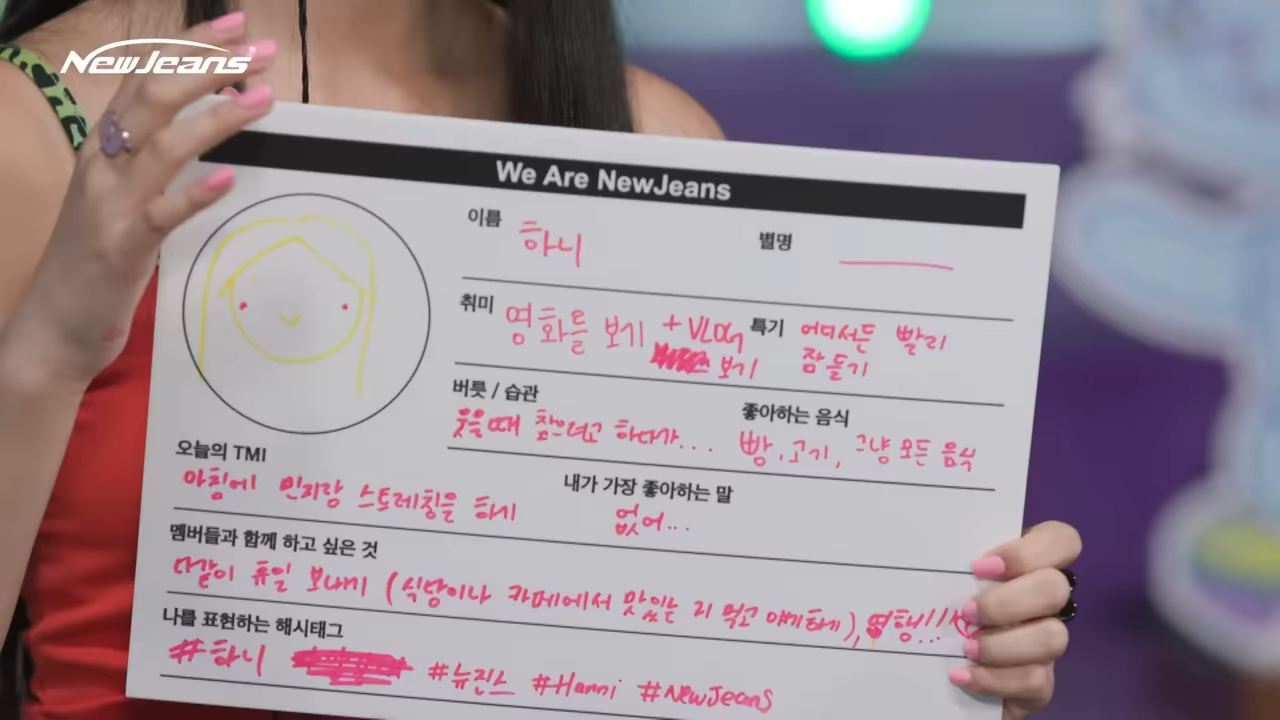 NewJeans
We Are NewJeans
이름 하니 별명
취미 영화를 보기 + VLOG 보기
특기 어디서든 빨리
잠들기
버릇 / 습관
웃을때 참으려고 하다가...
좋아하는 음식
빵, 고기, 그냥 모든 음식
오늘의 TMI
아침에 민지랑 스트레칭을 하기
내가 가장 좋아하는 말
없어...
멤버들과 함께 하고 싶은 것
다같이 휴일 보내기 (식당이나 카페에서 맛있는 거 먹고 얘기하기), 여행!!
나를 표현하는 해시태그
#하니 #뉴진스 #Hanni #NewJeans